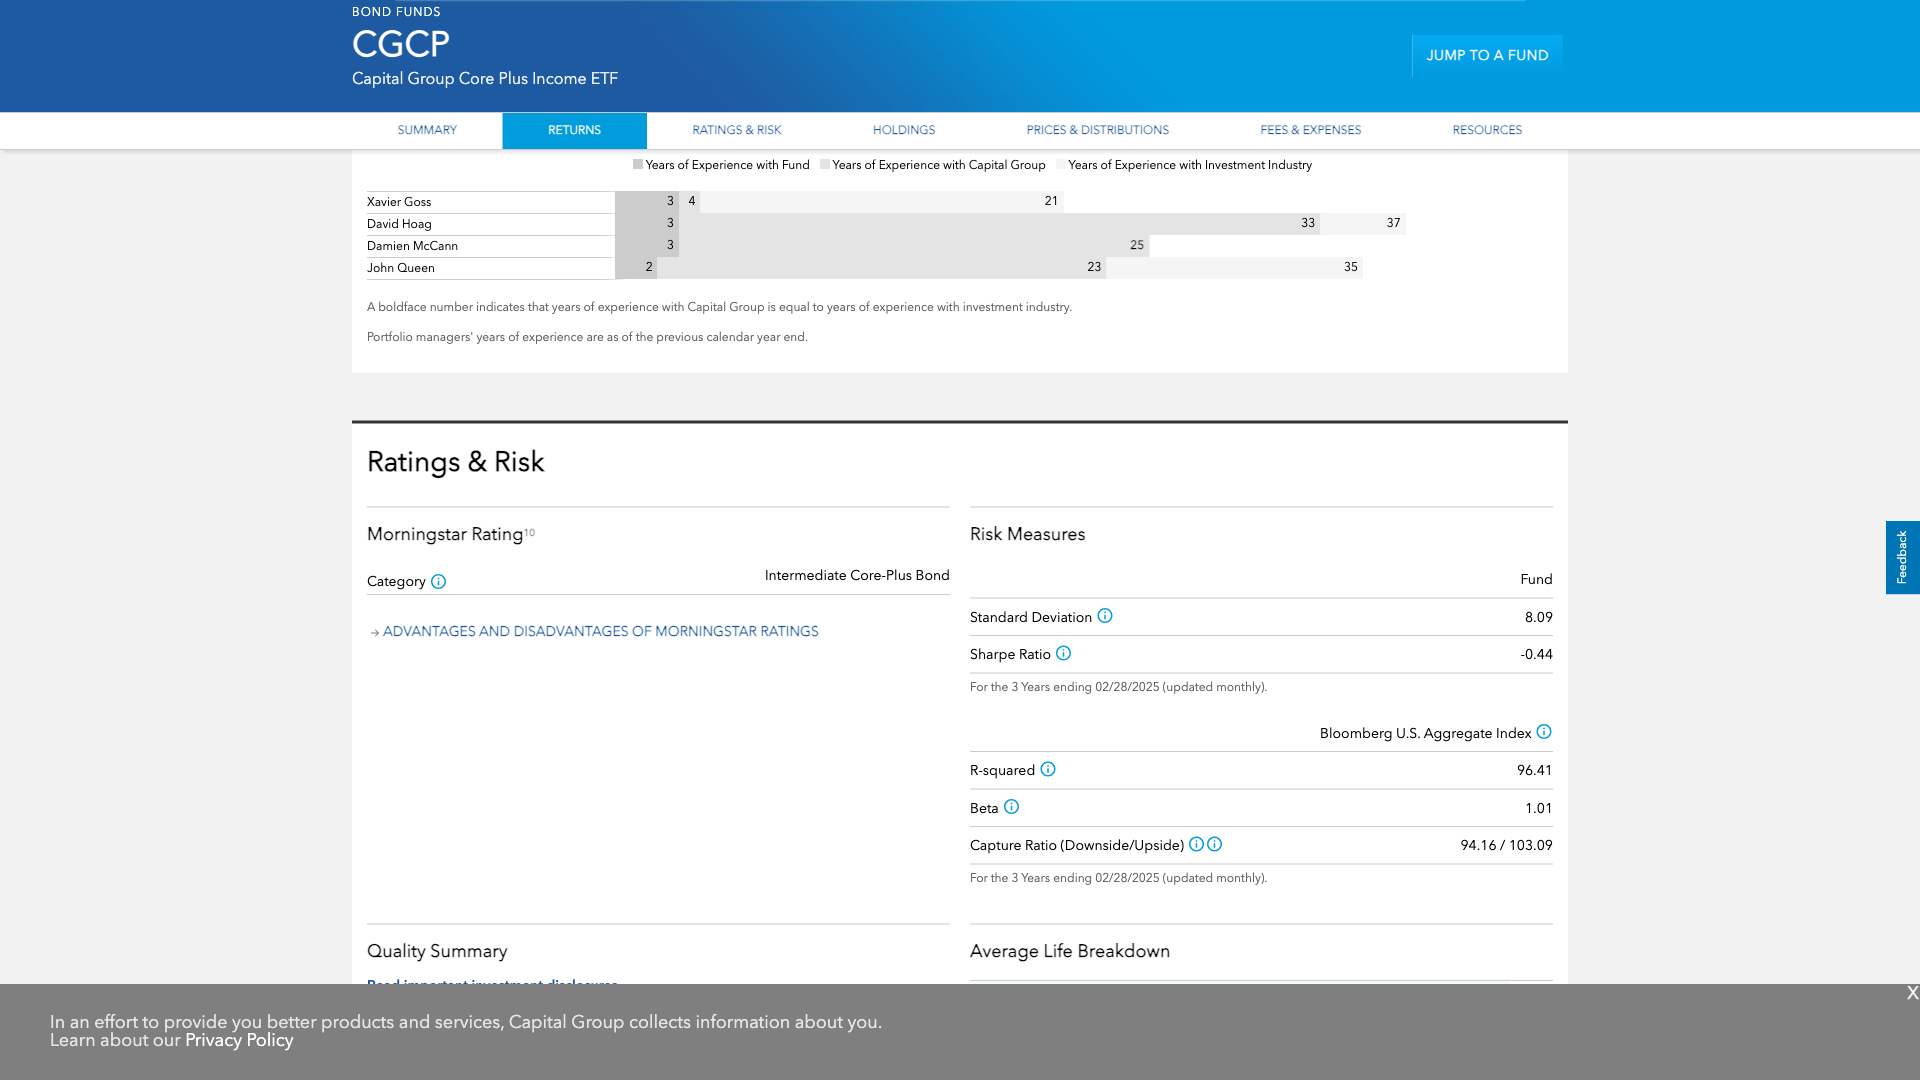 BOND FUNDS
CGCP
Capital Group Core Plus Income ETF
JUMP TO A FUND
SUMMARY RETURNS RATINGS & RISK HOLDINGS PRICES & DISTRIBUTIONS FEES & EXPENSES RESOURCES
Years of Experience with Fund Years of Experience with Capital Group Years of Experience with Investment Industry
Xavier Goss 3 4 21
David Hoag 3 33 37
Damien McCann 3 25
John Queen 2 23 35
A boldface number indicates that years of experience with Capital Group is equal to years of experience with investment industry.
Portfolio managers' years of experience are as of the previous calendar year end.
Ratings & Risk
Morningstar Rating10
Category Intermediate Core-Plus Bond
→ ADVANTAGES AND DISADVANTAGES OF MORNINGSTAR RATINGS
Risk Measures
Fund
Standard Deviation 8.09
Sharpe Ratio -0.44
For the 3 Years ending 02/28/2025 (updated monthly).
Bloomberg U.S. Aggregate Index
R-squared 96.41
Beta 1.01
Capture Ratio (Downside/Upside) 94.16 / 103.09
For the 3 Years ending 02/28/2025 (updated monthly).
Feedback
Quality Summary
Read important investment disclosures
Average Life Breakdown
X
In an effort to provide you better products and services, Capital Group collects information about you.
Learn about our Privacy Policy